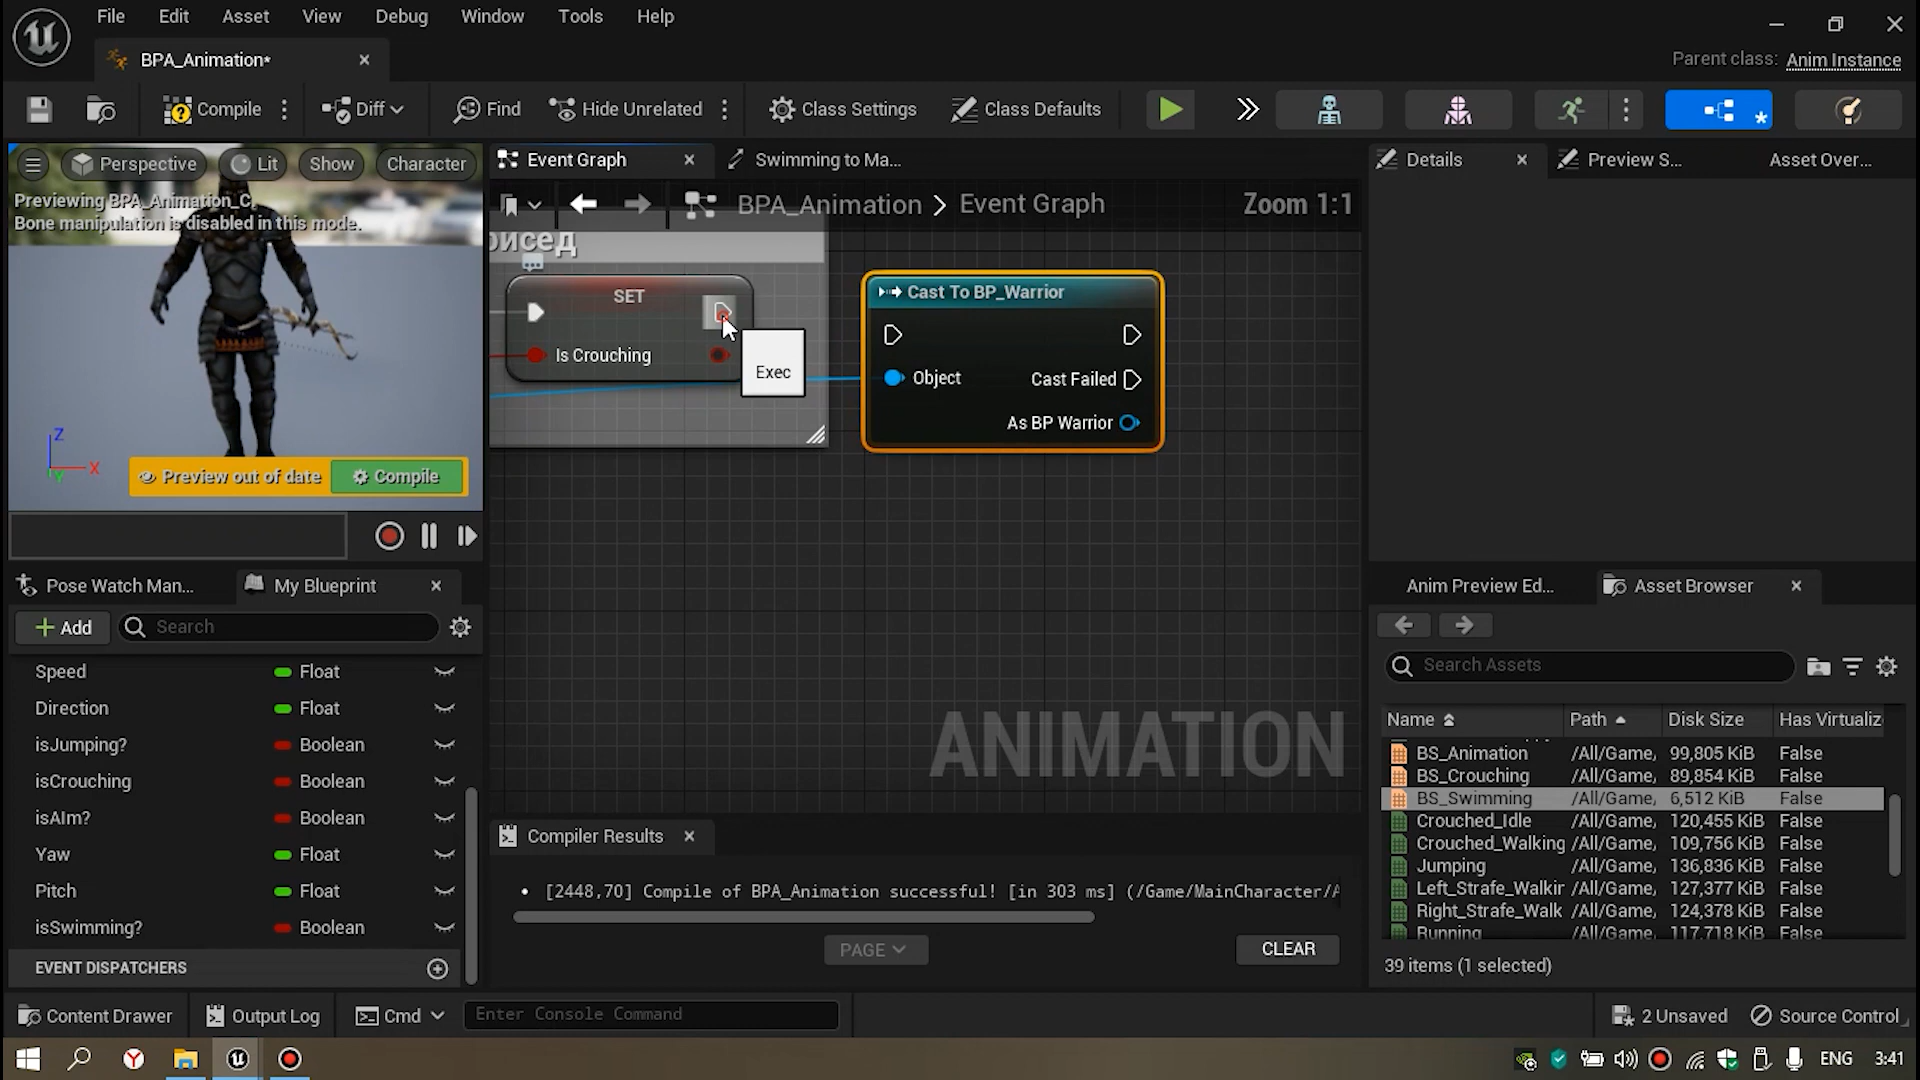 File Edit Asset View Debug Window Tools Help
BPA_Animation*
Parent class: Anim Instance
Compile
Diff
Find
Hide Unrelated
Class Settings
Class Defaults
Perspective
Lit
Show
Character
Previewing BPA_Animation_C.
Bone manipulation is disabled in this mode.
Z
X
Y
Preview out of date
Compile
Event Graph
Swimming to Ma...
BPA_Animation > Event Graph
Zoom 1:1
рисед
SET
Is Crouching
Exec
Cast To BP_Warrior
Object
Cast Failed
As BP Warrior
ANIMATION
Details
Preview S...
Asset Over...
Pose Watch Man...
My Blueprint
Add
Search
Speed Float
Direction Float
isJumping? Boolean
isCrouching Boolean
isAIm? Boolean
Yaw Float
Pitch Float
isSwimming? Boolean
EVENT DISPATCHERS
Compiler Results
• [2448,70] Compile of BPA_Animation successful! [in 303 ms] (/Game/MainCharacter/A
PAGE
CLEAR
Anim Preview Ed...
Asset Browser
Search Assets
Name Path Disk Size Has Virtualiz
BS_Animation /All/Game, 99,805 KiB False
BS_Crouching /All/Game, 89,854 KiB False
BS_Swimming /All/Game, 6,512 KiB False
Crouched_Idle /All/Game, 120,455 KiB False
Crouched_Walking /All/Game, 109,756 KiB False
Jumping /All/Game, 136,836 KiB False
Left_Strafe_Walkir /All/Game, 127,377 KiB False
Right_Strafe_Walk /All/Game, 124,378 KiB False
Running /All/Game, 117,718 KiB False
39 items (1 selected)
Content Drawer
Output Log
Cmd
Enter Console Command
2 Unsaved
Source Control
ENG
3:41